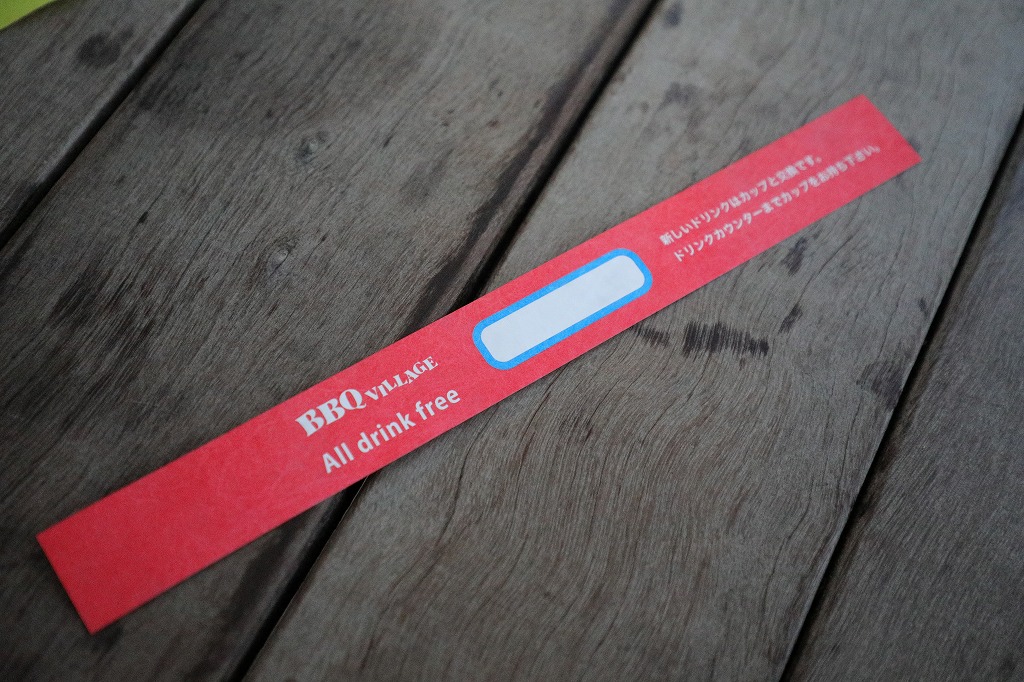 BBQ VILLAGE
All drink free
新しいドリンクはカップと交換です。
ドリンクカウンターまでカップをお持ち下さい。